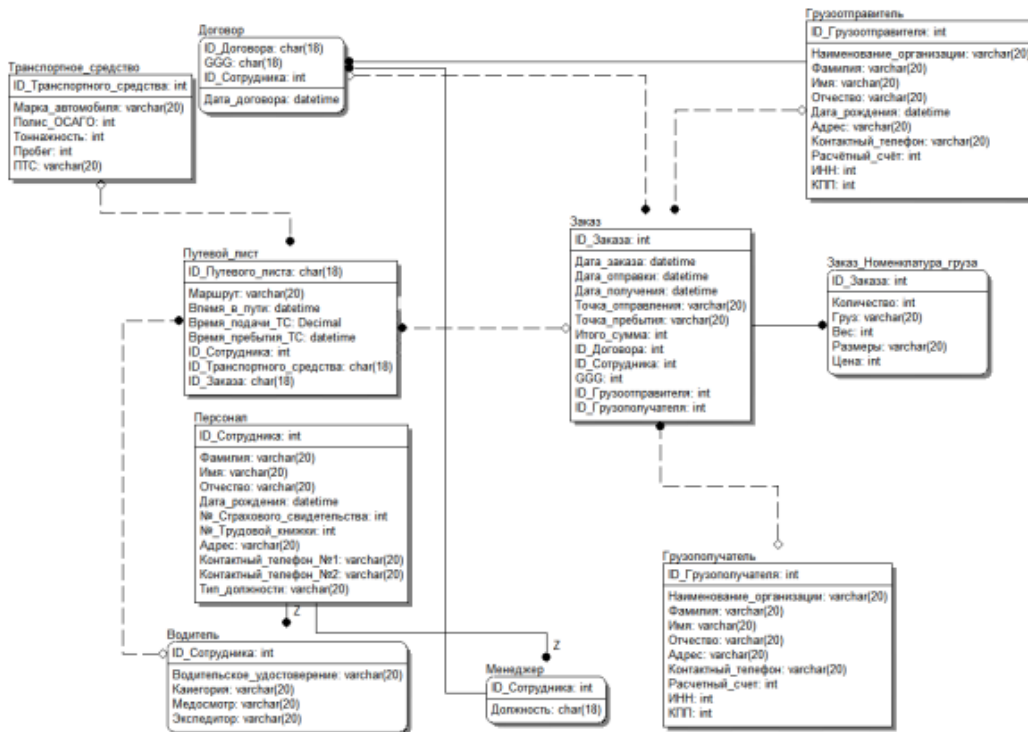 Транспортное_средство
ID_Транспортного_средства: int
Марка_автомобиля: varchar(20)
Полис_ОСАГО: int
Тоннажность: int
Пробег: int
ПТС: varchar(20)
Договор
ID_Договора: char(18)
GGG: char(18)
ID_Сотрудника: int
Дата_договора: datetime
Грузоотправитель
ID_Грузоотправителя: int
Наименование_организации: varchar(20)
Фамилия: varchar(20)
Имя: varchar(20)
Отчество: varchar(20)
Дата_рождения: datetime
Адрес: varchar(20)
Контактный_телефон: varchar(20)
Расчётный_счёт: int
ИНН: int
КПП: int
Путевой_лист
ID_Путевого_листа: char(18)
Маршрут: varchar(20)
Впемя_в_пути: datetime
Время_подачи_ТС: Decimal
Время_пребытия_ТС: datetime
ID_Сотрудника: int
ID_Транспортного_средства: char(18)
ID_Заказа: char(18)
Заказ
ID_Заказа: int
Дата_заказа: datetime
Дата_отправки: datetime
Дата_получения: datetime
Точка_отправления: varchar(20)
Точка_пребытия: varchar(20)
Итого_сумма: int
ID_Договора: int
ID_Сотрудника: int
GGG: int
ID_Грузоотправителя: int
ID_Грузополучателя: int
Заказ_Номенклатура_груза
ID_Заказа: int
Количество: int
Груз: varchar(20)
Вес: int
Размеры: varchar(20)
Цена: int
Персонал
ID_Сотрудника: int
Фамилия: varchar(20)
Имя: varchar(20)
Отчество: varchar(20)
Дата_рождения: datetime
№_Страхового_свидетельства: int
№_Трудовой_книжки: int
Адрес: varchar(20)
Контактный_телефон_№1: varchar(20)
Контактный_телефон_№2: varchar(20)
Тип_должности: varchar(20)
Z
Z
Водитель
ID_Сотрудника: int
Водительское_удостоверение: varchar(20)
Каиегория: varchar(20)
Медосмотр: varchar(20)
Экспедитор: varchar(20)
Менеджер
ID_Сотрудника: int
Должность: char(18)
Грузополучатель
ID_Грузополучателя: int
Наименование_организации: varchar(20)
Фамилия: varchar(20)
Имя: varchar(20)
Отчество: varchar(20)
Адрес: varchar(20)
Контактный_телефон: varchar(20)
Расчетный_счет: int
ИНН: int
КПП: int